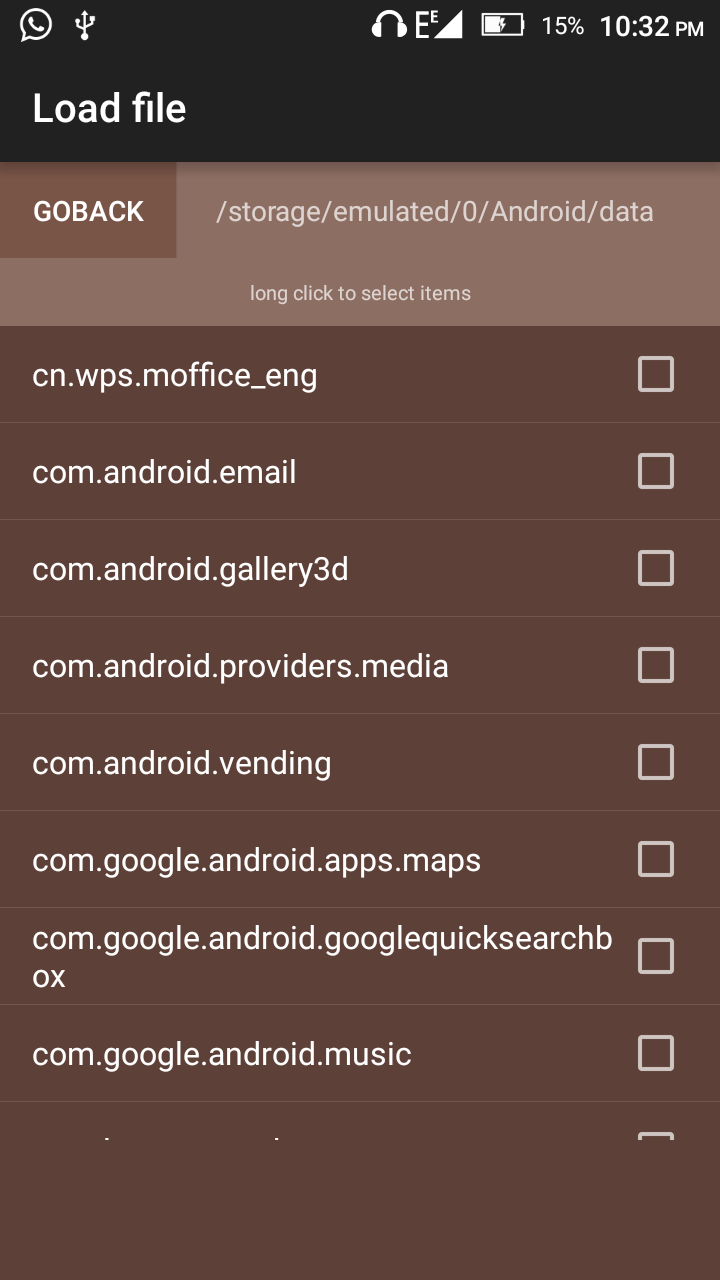 E E 15% 10:32 PM
Load file
GOBACK /storage/emulated/0/Android/data
long click to select items
cn.wps.moffice_eng
com.android.email
com.android.gallery3d
com.android.providers.media
com.android.vending
com.google.android.apps.maps
com.google.android.googlequicksearchb
ox
com.google.android.music